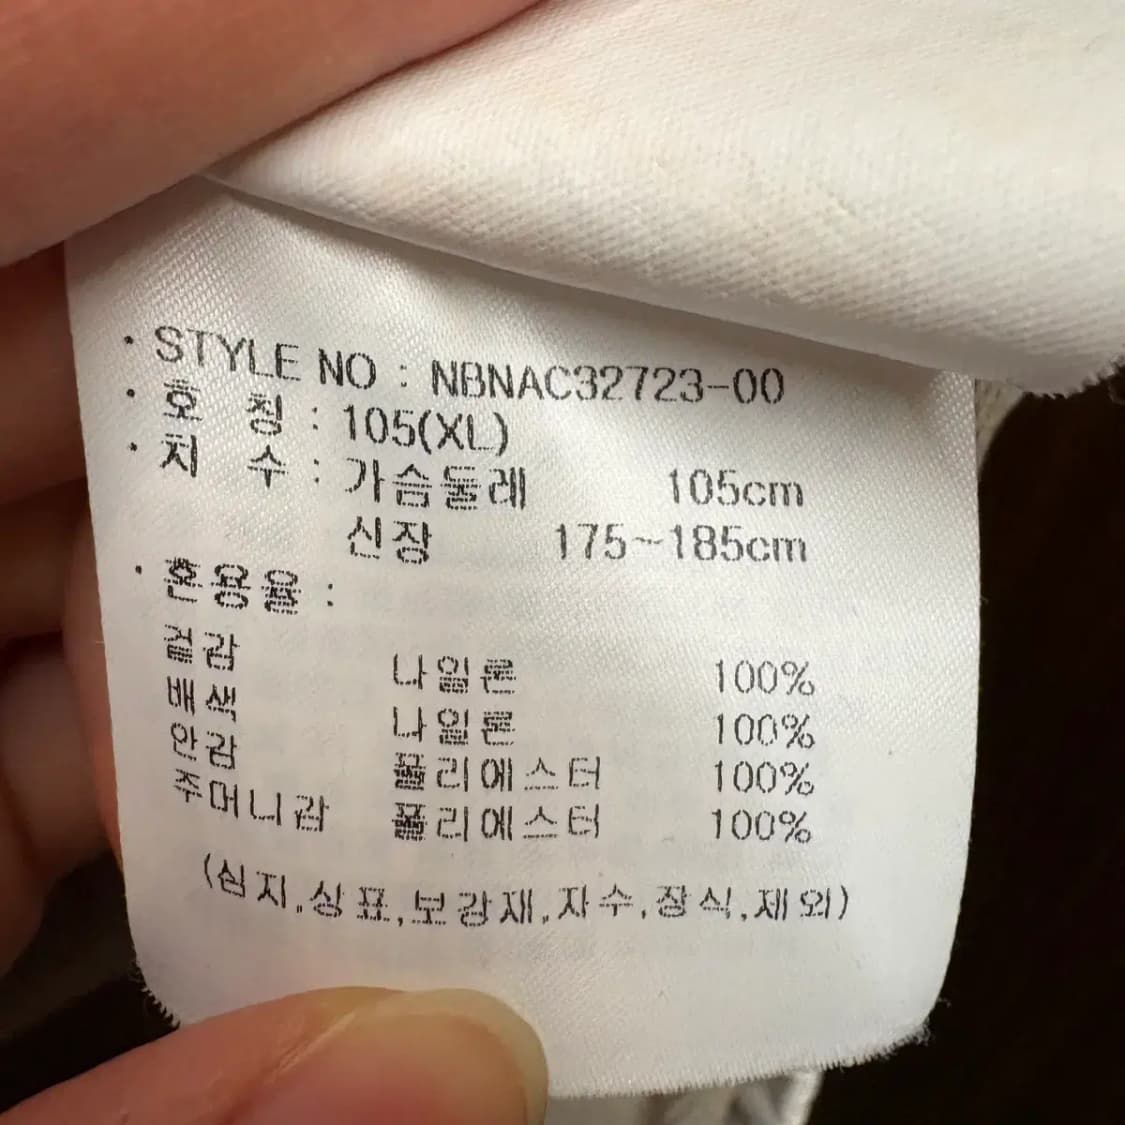 · STYLE NO : NBNAC32723-00
· 호 칭 : 105(XL)
· 치 수 : 가슴둘레 105cm
신장 175~185cm
· 혼용율 :
겉감 나일론 100%
배색 나일론 100%
안감 폴리에스터 100%
주머니감 폴리에스터 100%
(심지,상표,보강재,자수,장식,제외)